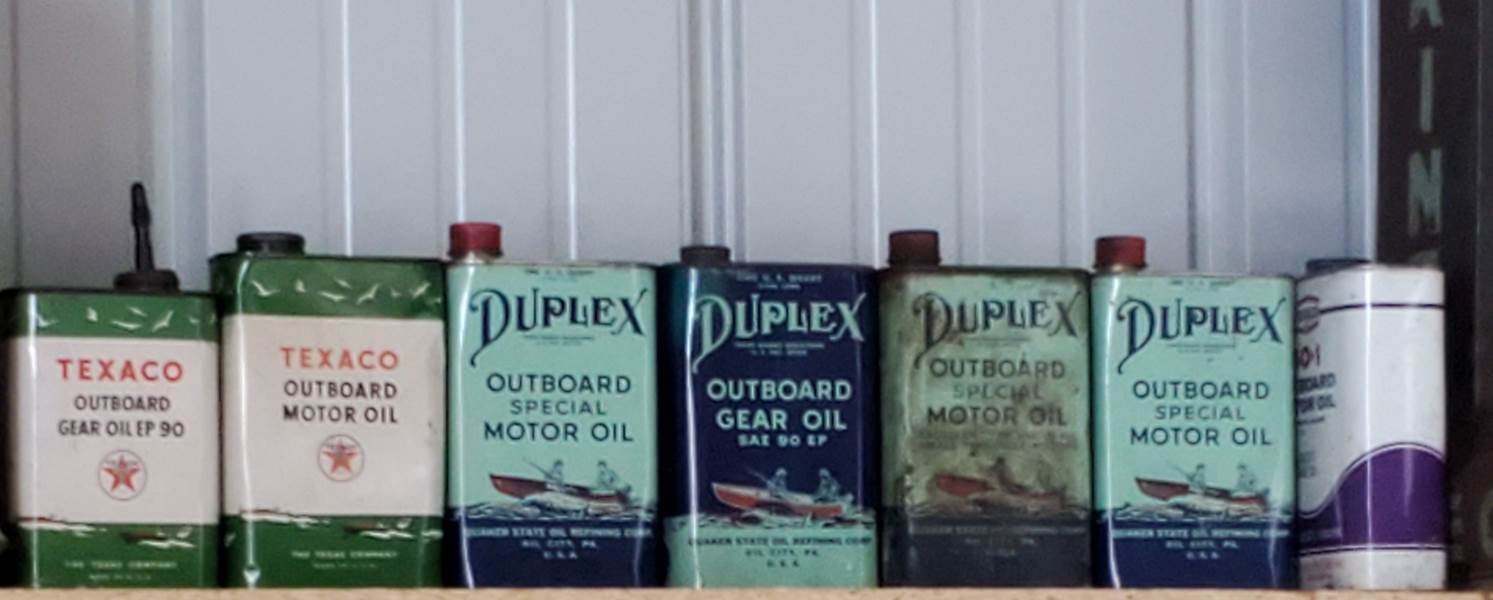 TEXACO
OUTBOARD
GEAR OIL EP 90
THE TEXAS COMPANY
TEXACO
OUTBOARD
MOTOR OIL
THE TEXAS COMPANY
DUPLEX
OUTBOARD
SPECIAL
MOTOR OIL
QUAKER STATE OIL REFINING CORP.
OIL CITY, PA.
U.S.A.
ONE U.S. QUART
DUPLEX
OUTBOARD
GEAR OIL
SAE 90 EP
QUAKER STATE OIL REFINING CORP.
OIL CITY, PA.
U.S.A.
DUPLEX
OUTBOARD
SPECIAL
MOTOR OIL
DUPLEX
OUTBOARD
SPECIAL
MOTOR OIL
QUAKER STATE OIL REFINING CORP.
OIL CITY, PA.
U.S.A.